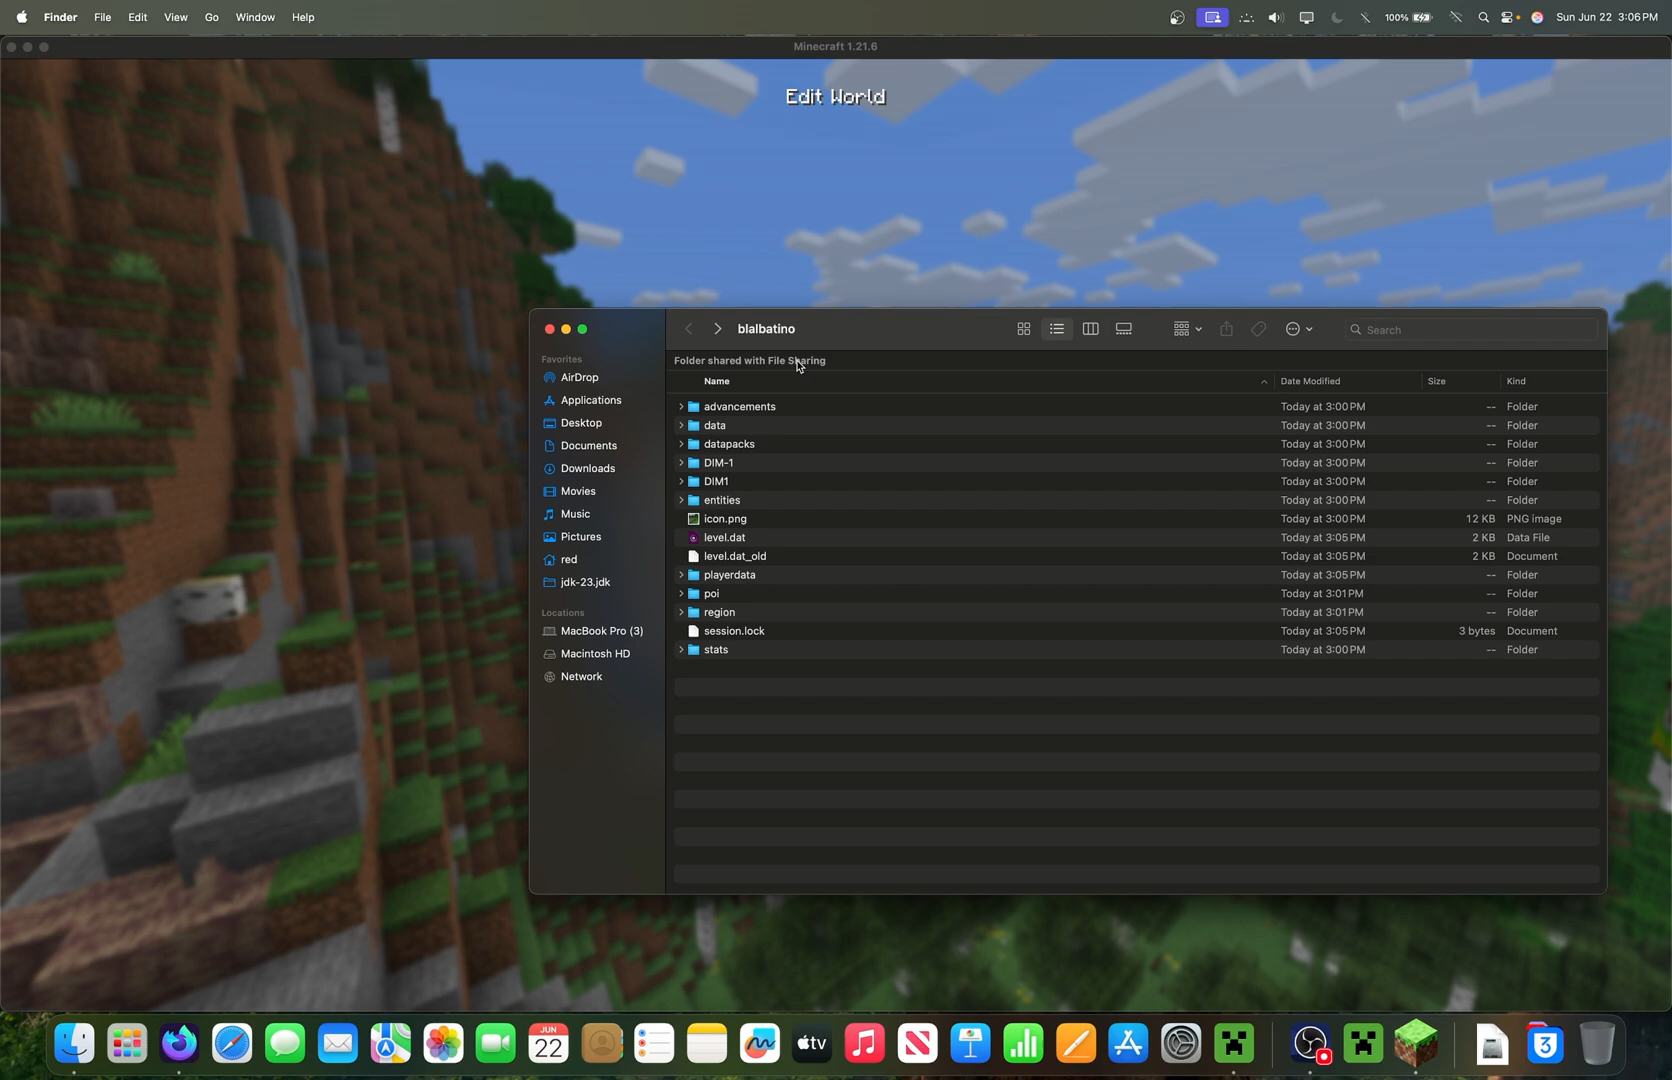 Finder File Edit View Go Window Help 100% Sun Jun 22 3:06 PM
Minecraft 1.21.6
Edit World
blalbatino Search
Favorites
AirDrop
Applications
Desktop
Documents
Downloads
Movies
Music
Pictures
red
jdk-23.jdk
Locations
MacBook Pro (3)
Macintosh HD
Network
Folder shared with File Sharing
Name Date Modified Size Kind
advancements Today at 3:00 PM -- Folder
data Today at 3:00 PM -- Folder
datapacks Today at 3:00 PM -- Folder
DIM-1 Today at 3:00 PM -- Folder
DIM1 Today at 3:00 PM -- Folder
entities Today at 3:00 PM -- Folder
icon.png Today at 3:00 PM 12 KB PNG image
level.dat Today at 3:05 PM 2 KB Data File
level.dat_old Today at 3:05 PM 2 KB Document
playerdata Today at 3:05 PM -- Folder
poi Today at 3:01 PM -- Folder
region Today at 3:01 PM -- Folder
session.lock Today at 3:05 PM 3 bytes Document
stats Today at 3:00 PM -- Folder
JUN
22
tv
3